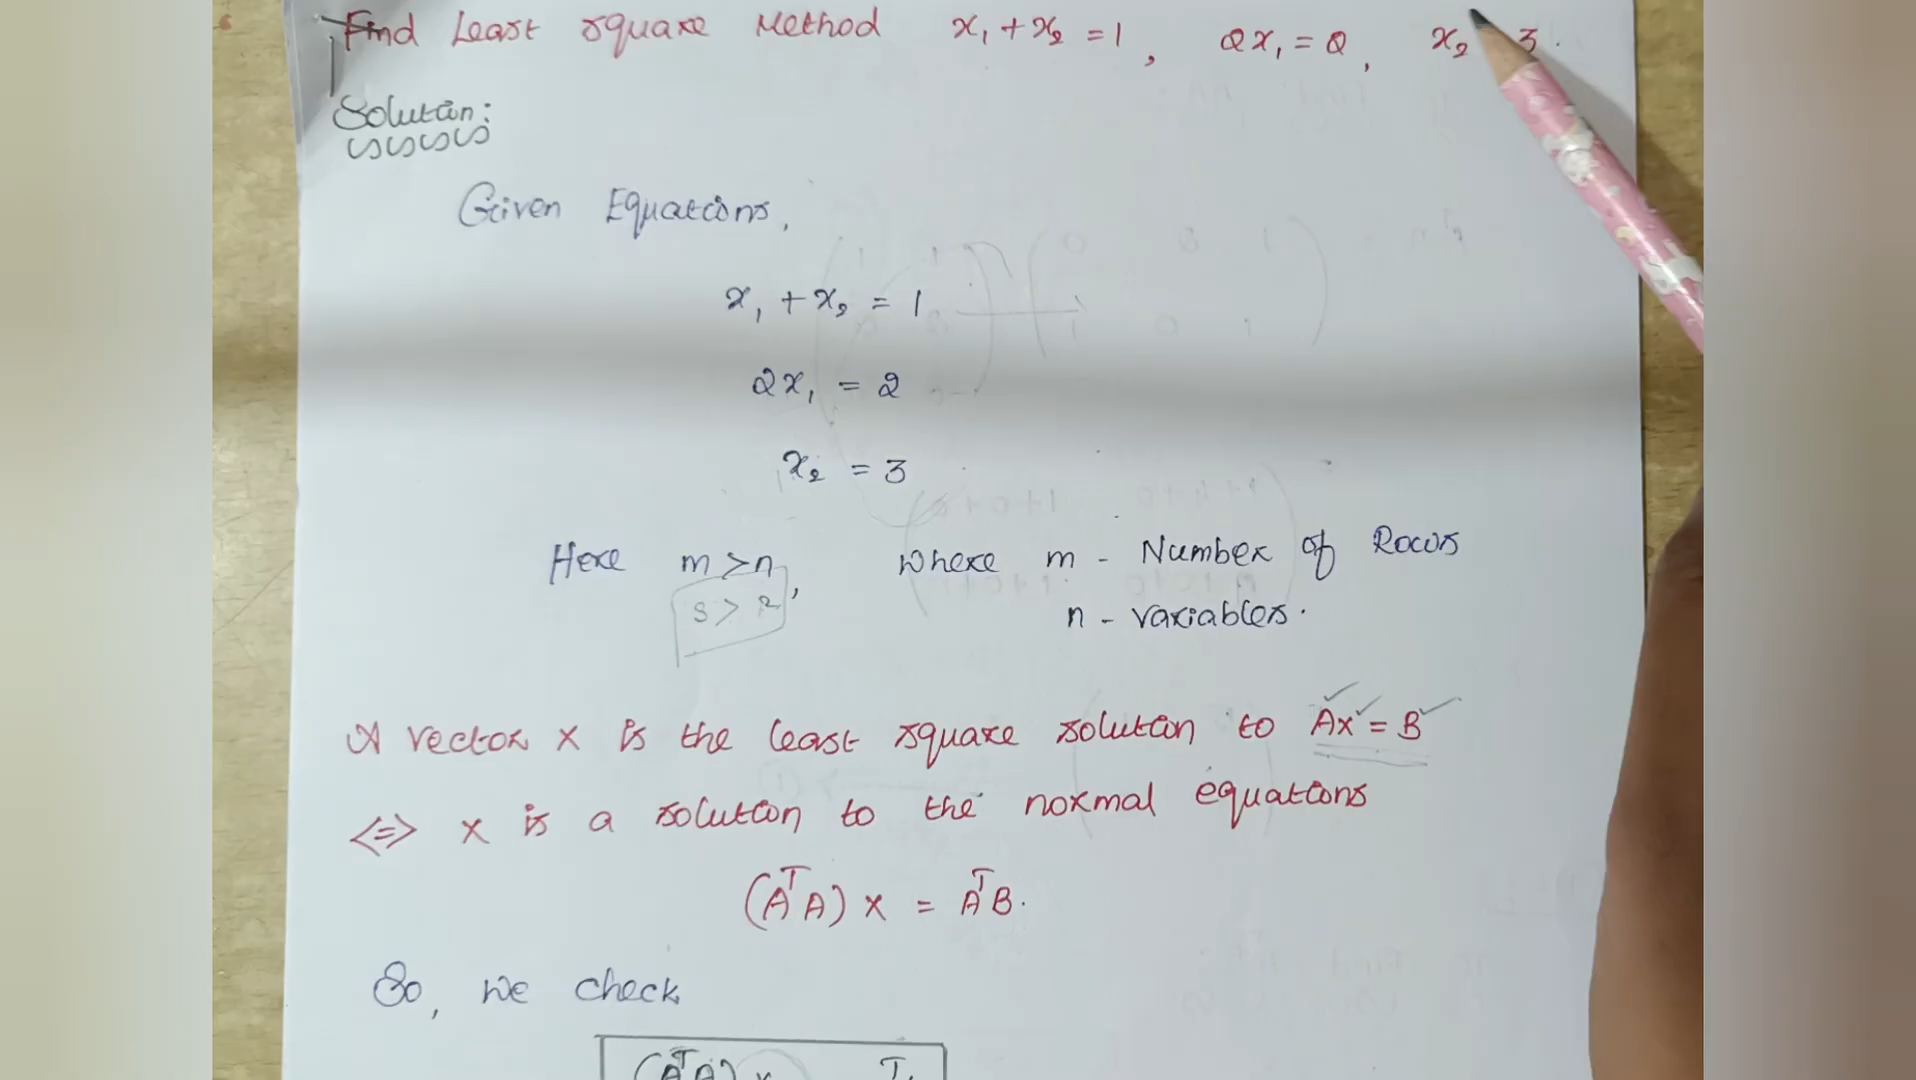 Find Least square Method x₁ + x₂ = 1, 2x₁ = 2, x₂ 3.
Solution:
Given Equations,
x₁ + x₂ = 1
2x₁ = 2
x₂ = 3
Here m > n, where m - Number of Rows
3 > 2
n - variables.
A vector x is the least square solution to Ax = B
<=> x is a solution to the normal equations
(AᵀA) x = AᵀB.
So, we check
(AᵀA) x